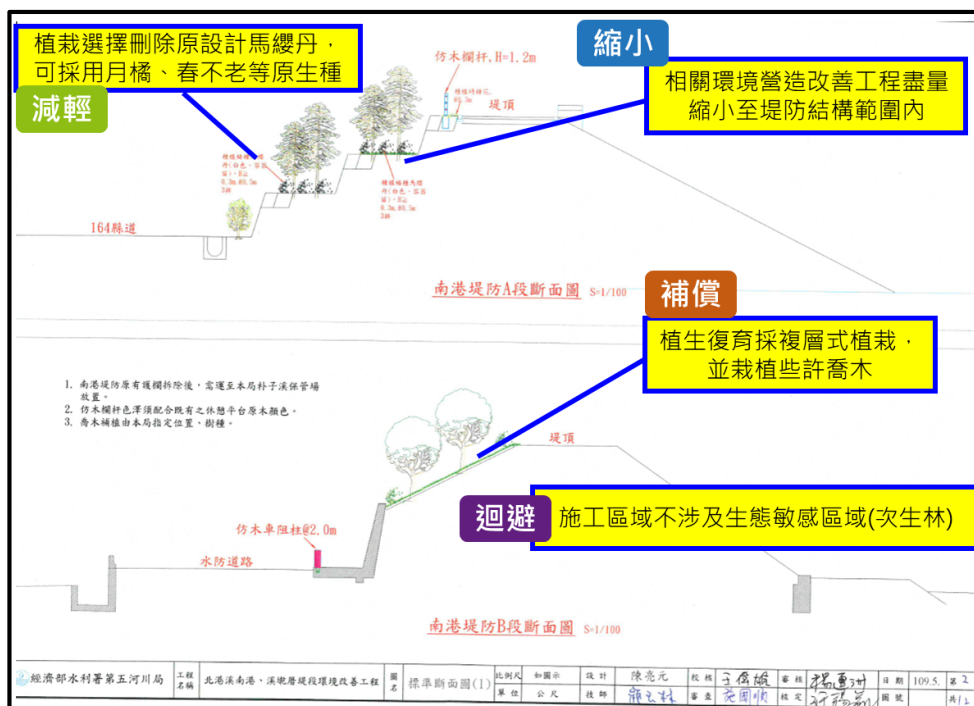 植栽選擇刪除原設計馬纓丹，
可採用月橘、春不老等原生種
減輕
縮小
相關環境營造改善工程盡量
縮小至堤防結構範圍內
仿木欄杆,H=1.2m
堤頂
164縣道
南港堤防A段斷面圖 S=1/100
補償
植生復育採複層式植栽，
並栽植些許喬木
1. 南港堤防原有護欄拆除後，需運至本局朴子溪保管場
放置。
2. 仿木欄杆色澤須配合既有之休憩平台原木顏色。
3. 喬木補植由本局指定位置、樹種。
堤頂
迴避
施工區域不涉及生態敏感區域(次生林)
仿木車阻柱@2.0m
水防道路
南港堤防B段斷面圖 S=1/100
經濟部水利署第五河川局
工程名稱
北港溪南港、溪墘厝堤段環境改善工程
圖名
標準斷面圖(1)
比例尺 如圖示 設計 陳亮元 校核 審核 日期 109.5. 第2
單位 公尺 技師 審查 核定 圖號 共12